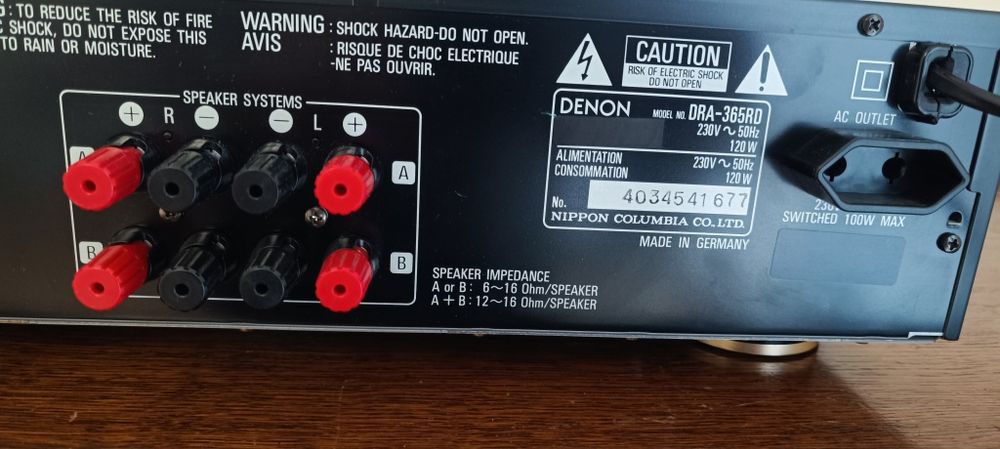 : TO REDUCE THE RISK OF FIRE
SHOCK, DO NOT EXPOSE THIS
TO RAIN OR MOISTURE.
WARNING : SHOCK HAZARD-DO NOT OPEN.
AVIS : RISQUE DE CHOC ELECTRIQUE
-NE PAS OUVRIR.
CAUTION
RISK OF ELECTRIC SHOCK
DO NOT OPEN
SPEAKER SYSTEMS
+ R − − L +
A A
B B
SPEAKER IMPEDANCE
A or B : 6~16 Ohm/SPEAKER
A + B : 12~16 Ohm/SPEAKER
DENON MODEL NO. DRA-365RD
230V ~ 50Hz
120W
ALIMENTATION 230V ~ 50Hz
CONSOMMATION 120W
No. 4034541677
NIPPON COLUMBIA CO., LTD.
MADE IN GERMANY
AC OUTLET
230V
SWITCHED 100W MAX